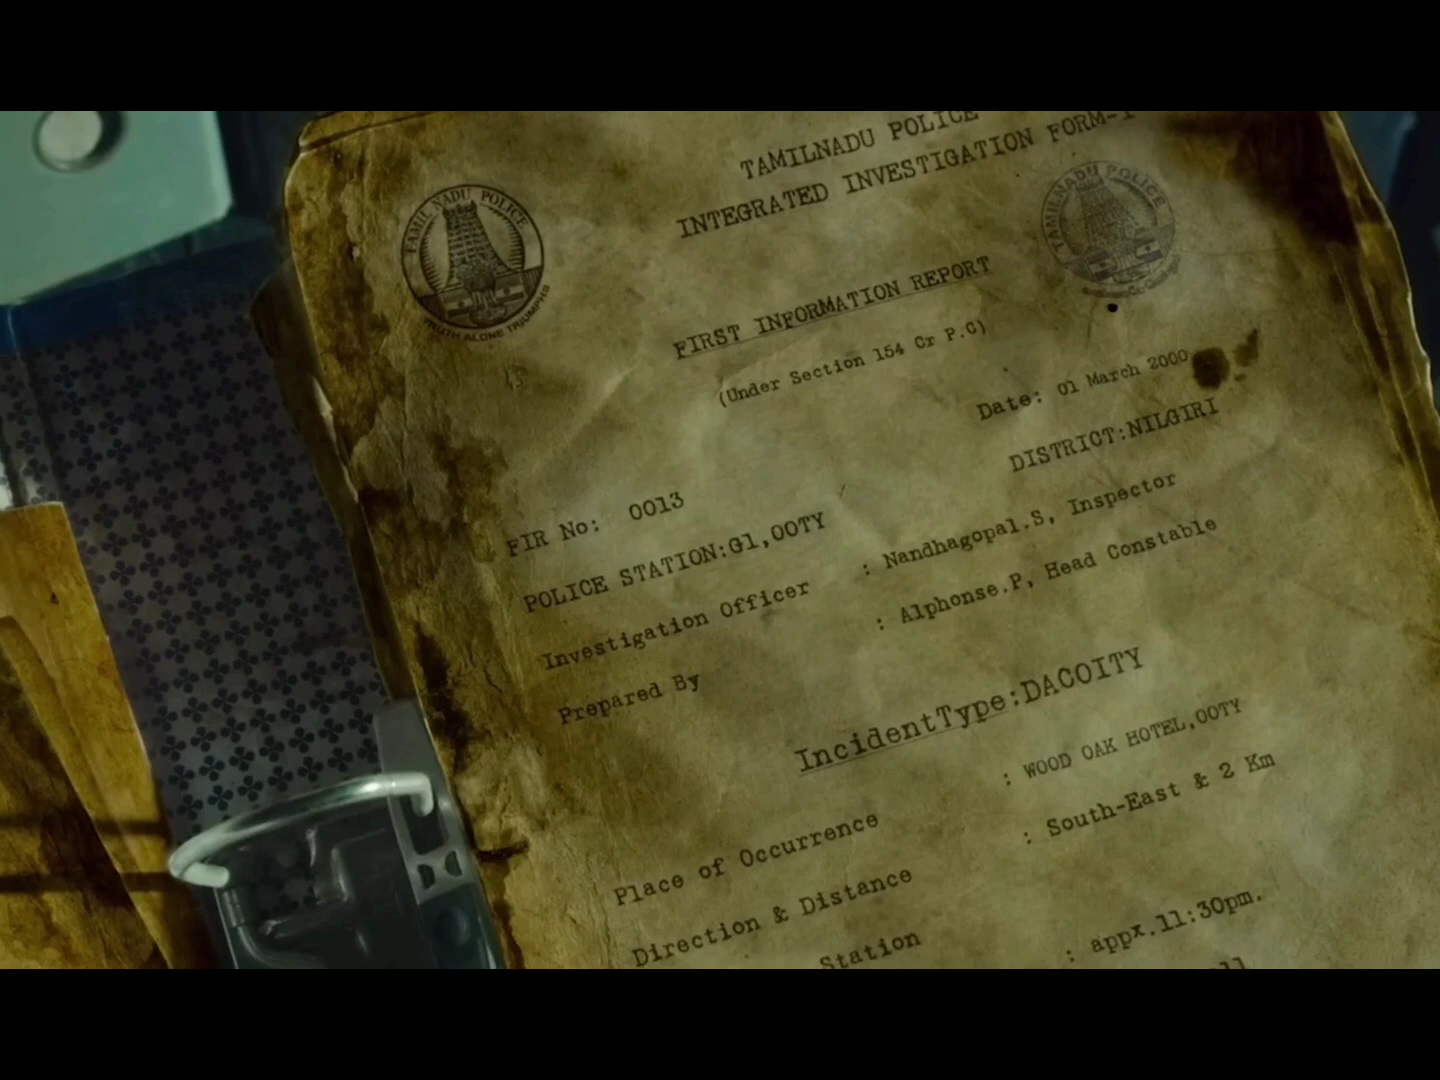 TAMILNADU POLICE
INTEGRATED INVESTIGATION FORM-1
TAMIL NADU POLICE
TRUTH ALONE TRIUMPHS
TAMILNADU POLICE
FIRST INFORMATION REPORT
(Under Section 154 Cr P.C)
Date: 01 March 2000
DISTRICT:NILGIRI
FIR No: 0013
POLICE STATION:G1,OOTY
Investigation Officer : Nandhagopal.S, Inspector
Prepared By : Alphonse.P, Head Constable
IncidentType:DACOITY
Place of Occurrence : WOOD OAK HOTEL,OOTY
Direction & Distance : South-East & 2 Km
Station : appx.11:30pm.